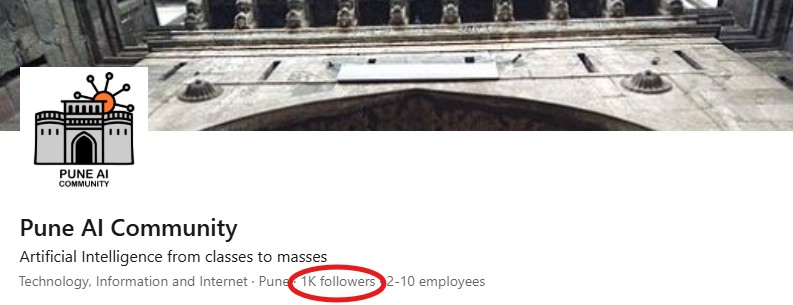 PUNE AI
COMMUNITY
Pune AI Community
Artificial Intelligence from classes to masses
Technology, Information and Internet · Pune · 1K followers · 2-10 employees